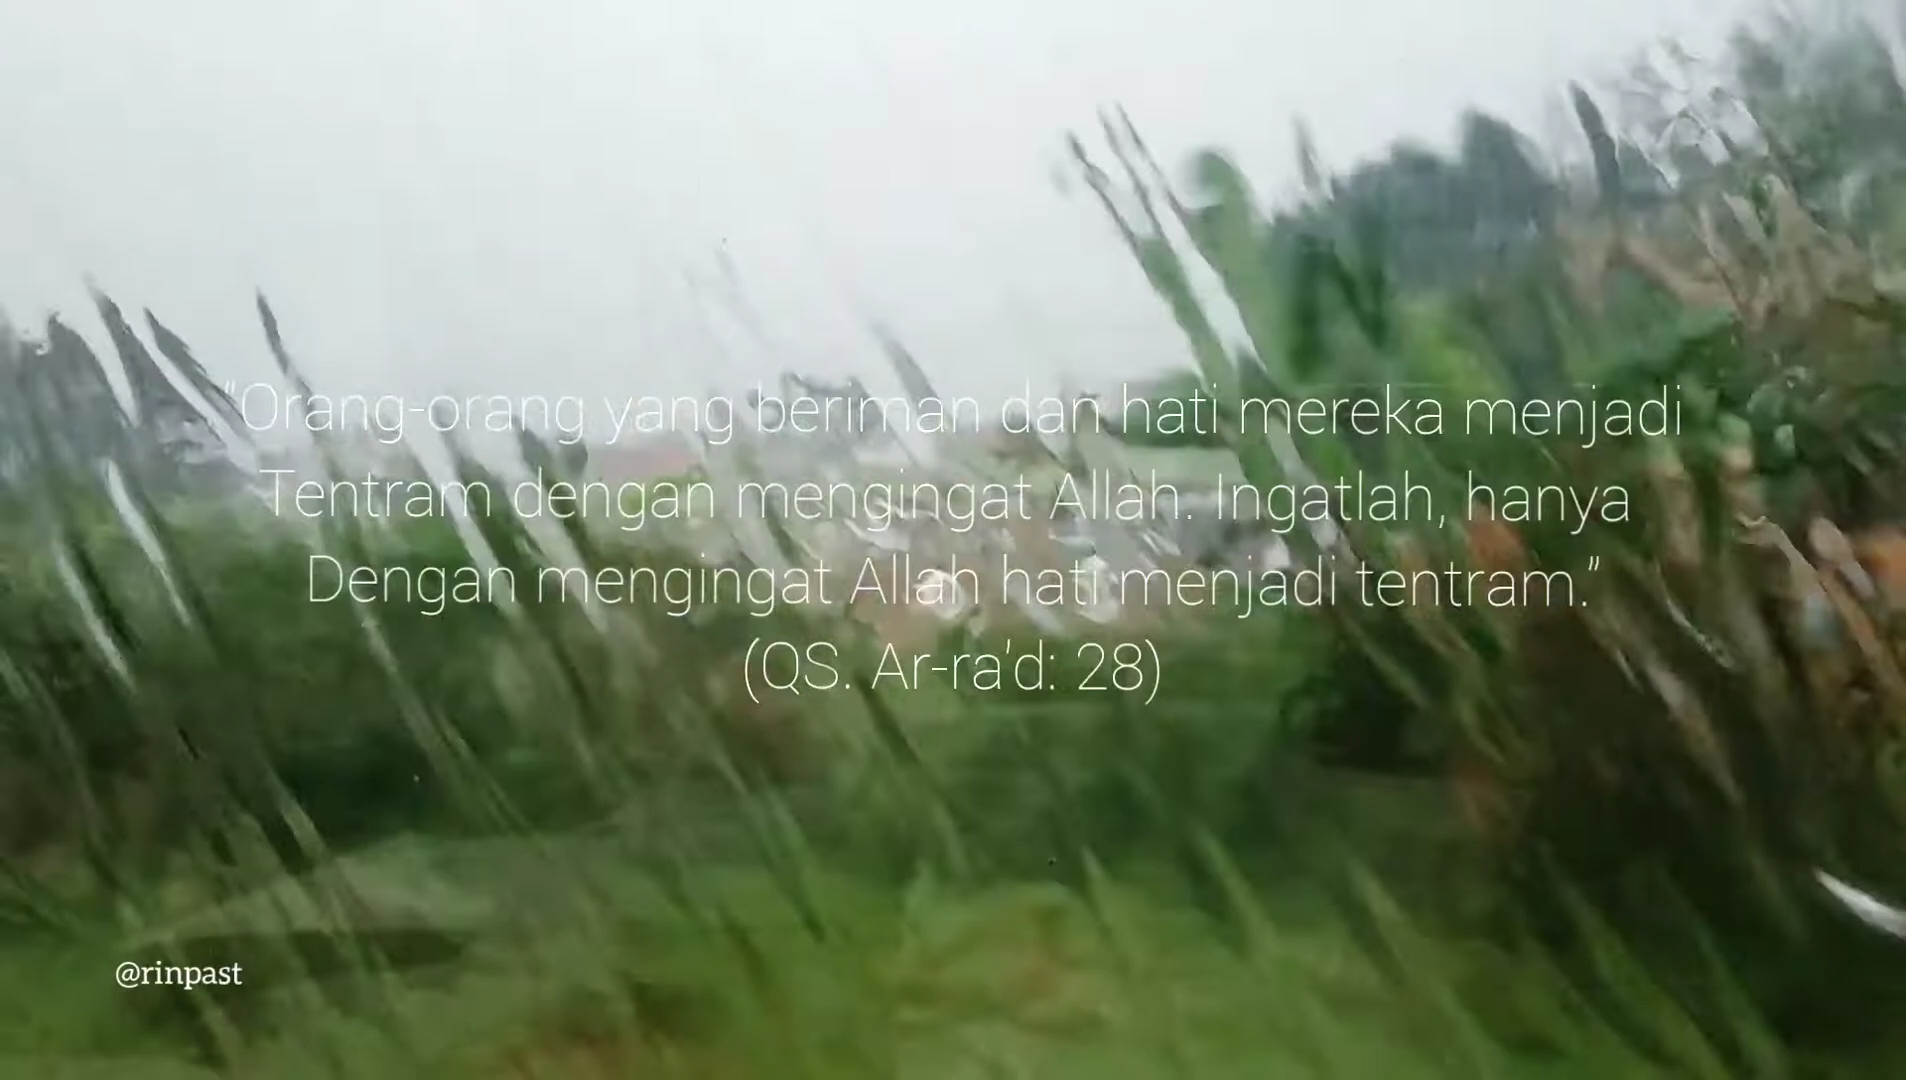 “Orang-orang yang beriman dan hati mereka menjadi
Tentram dengan mengingat Allah. Ingatlah, hanya
Dengan mengingat Allah hati menjadi tentram.”
(QS. Ar-ra'd: 28)
@rinpast